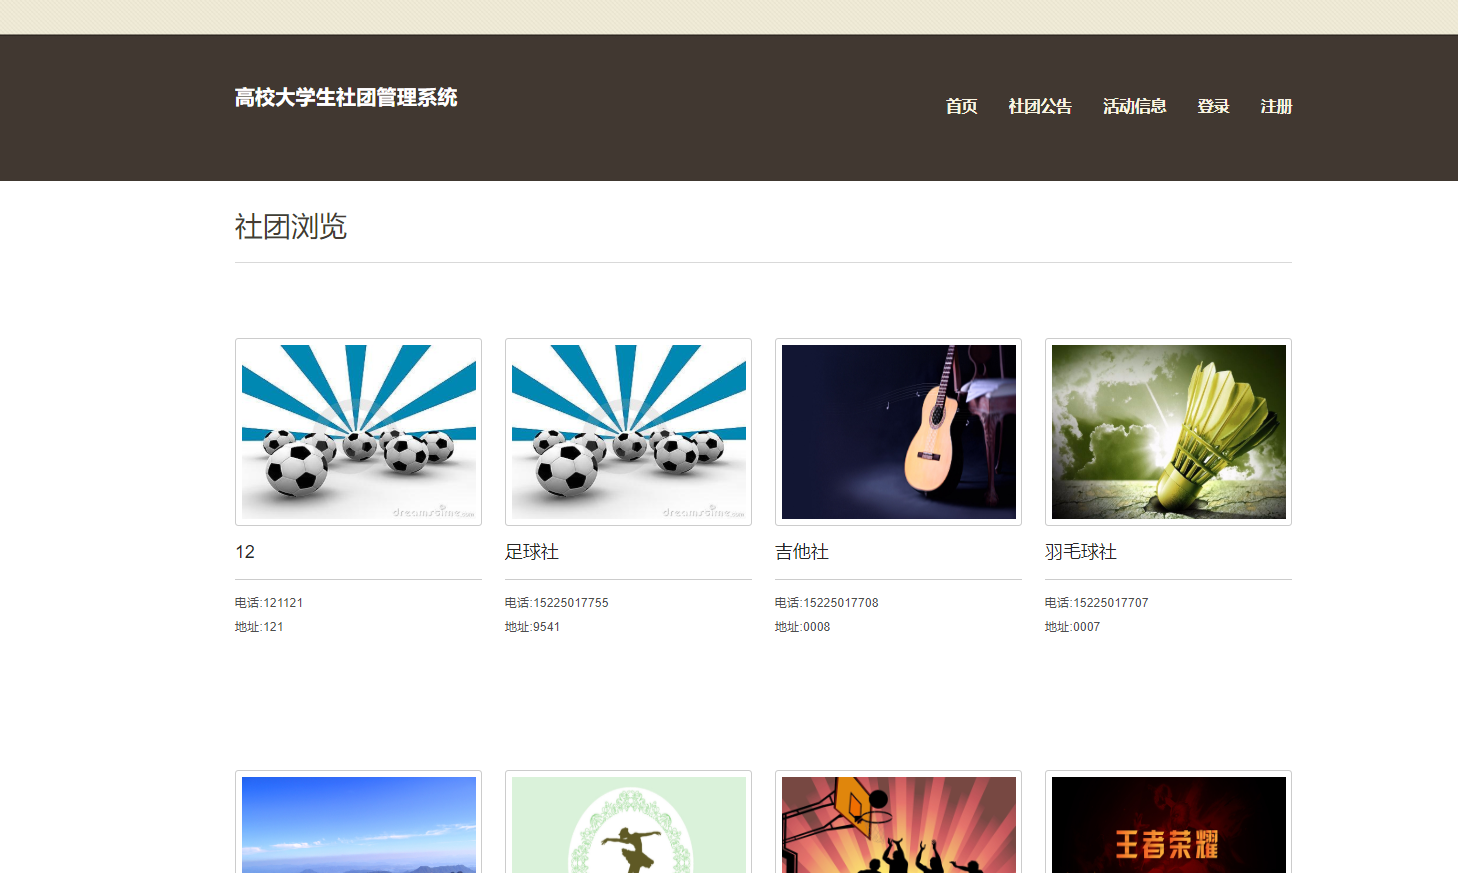 高校大学生社团管理系统
首页 社团公告 活动信息 登录 注册
社团浏览
dreamstime.com
dreamstime.com
12
足球社
吉他社
羽毛球社
电话:121121
地址:121
电话:15225017755
地址:9541
电话:15225017708
地址:0008
电话:15225017707
地址:0007
王者荣耀